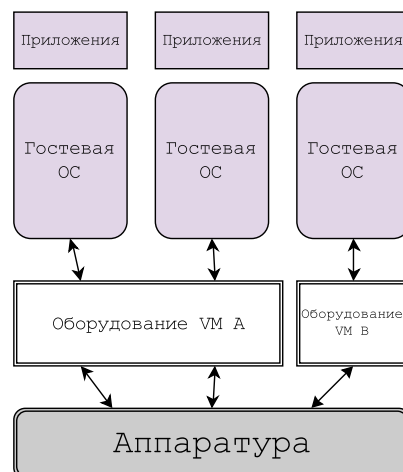 Приложения Приложения Приложения
Гостевая Гостевая Гостевая
ОС ОС ОС
Оборудование VM A
Оборудование
VM B
Аппаратура